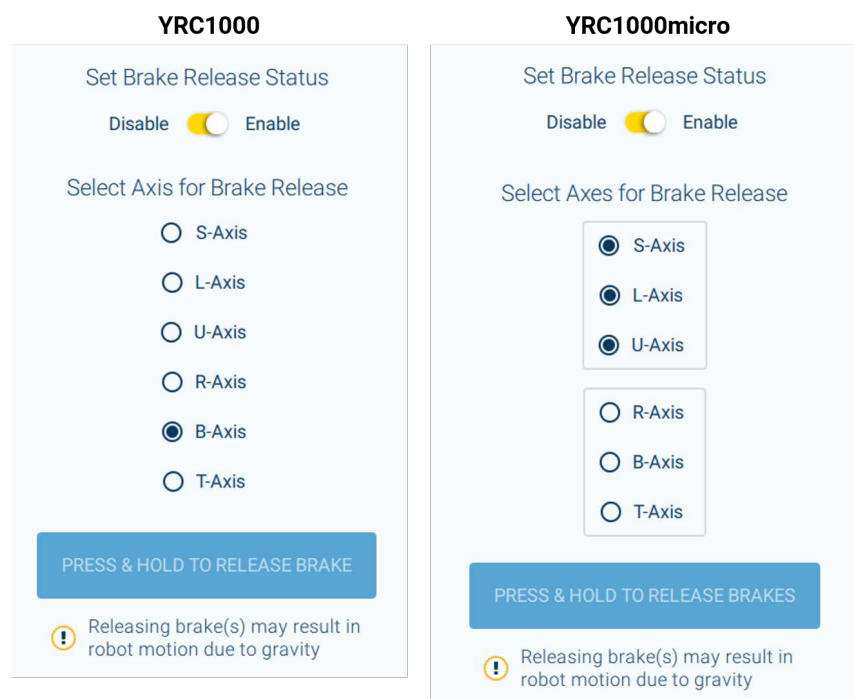 YRC1000
Set Brake Release Status
Disable Enable
Select Axis for Brake Release
S-Axis
L-Axis
U-Axis
R-Axis
B-Axis
T-Axis
PRESS & HOLD TO RELEASE BRAKE
Releasing brake(s) may result in
robot motion due to gravity
YRC1000micro
Set Brake Release Status
Disable Enable
Select Axes for Brake Release
S-Axis
L-Axis
U-Axis
R-Axis
B-Axis
T-Axis
PRESS & HOLD TO RELEASE BRAKES
Releasing brake(s) may result in
robot motion due to gravity